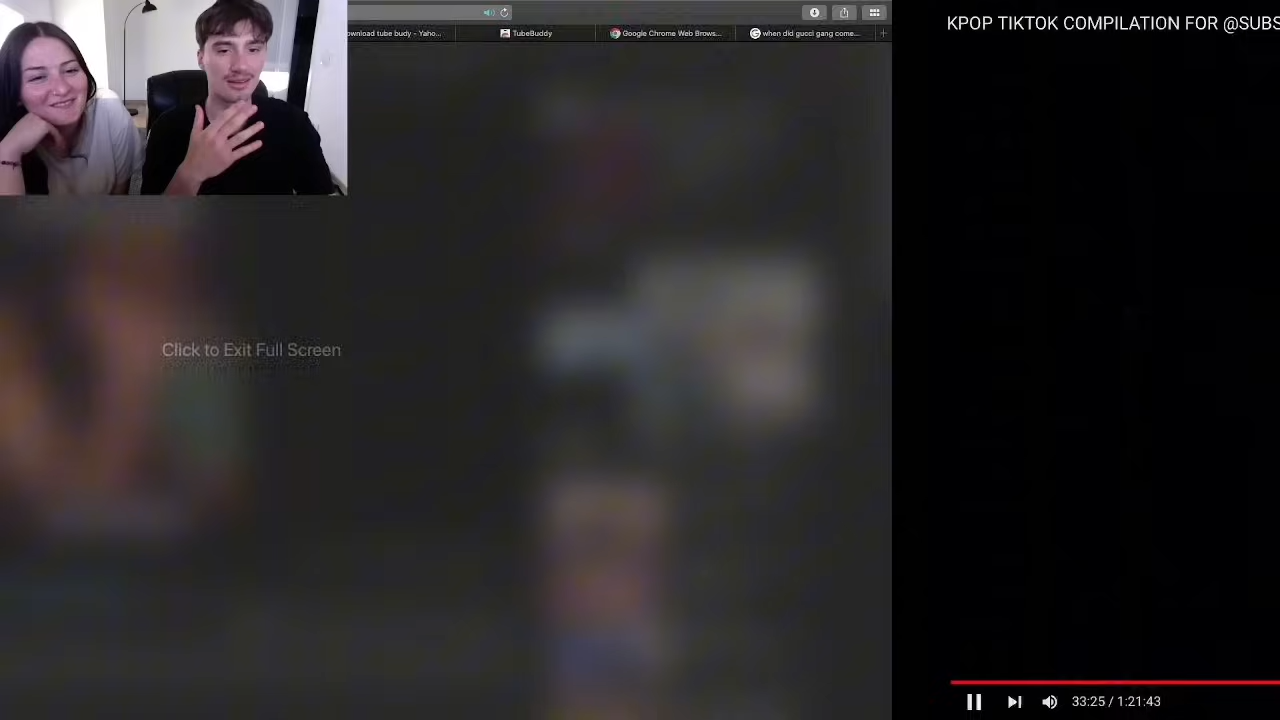 ownload tube budy - Yaho...
TubeBuddy
Google Chrome Web Brows...
when did gucci gang come...
KPOP TIKTOK COMPILATION FOR @SUBS
Click to Exit Full Screen
33:25 / 1:21:43